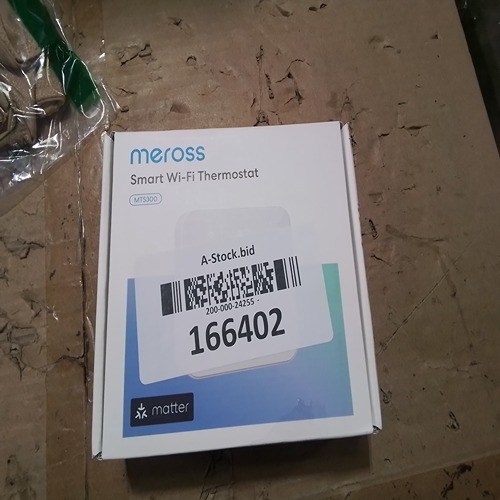 meross
Smart Wi-Fi Thermostat
MTS300
A-Stock.bid
200-000-24255 -
166402
matter